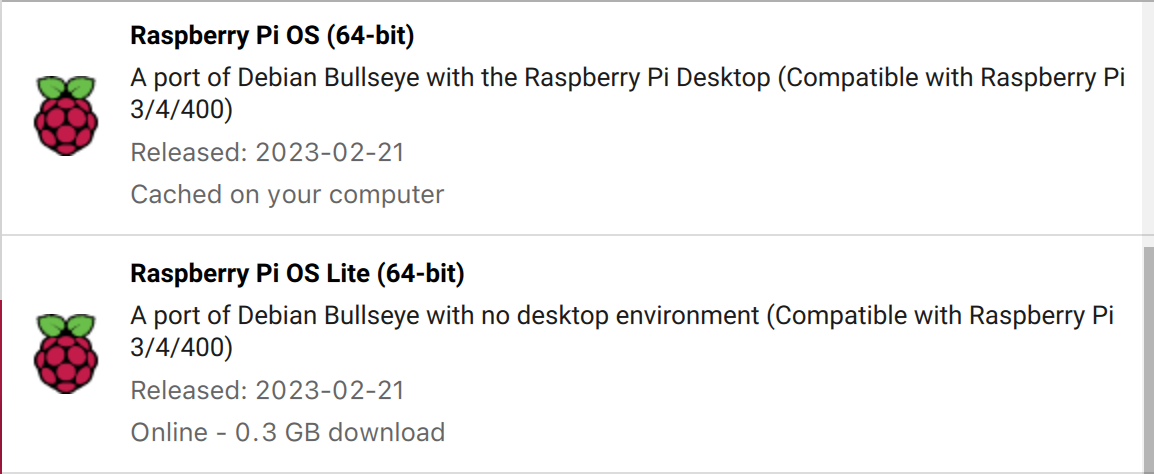 Raspberry Pi OS (64-bit)
A port of Debian Bullseye with the Raspberry Pi Desktop (Compatible with Raspberry Pi
3/4/400)
Released: 2023-02-21
Cached on your computer
Raspberry Pi OS Lite (64-bit)
A port of Debian Bullseye with no desktop environment (Compatible with Raspberry Pi
3/4/400)
Released: 2023-02-21
Online - 0.3 GB download